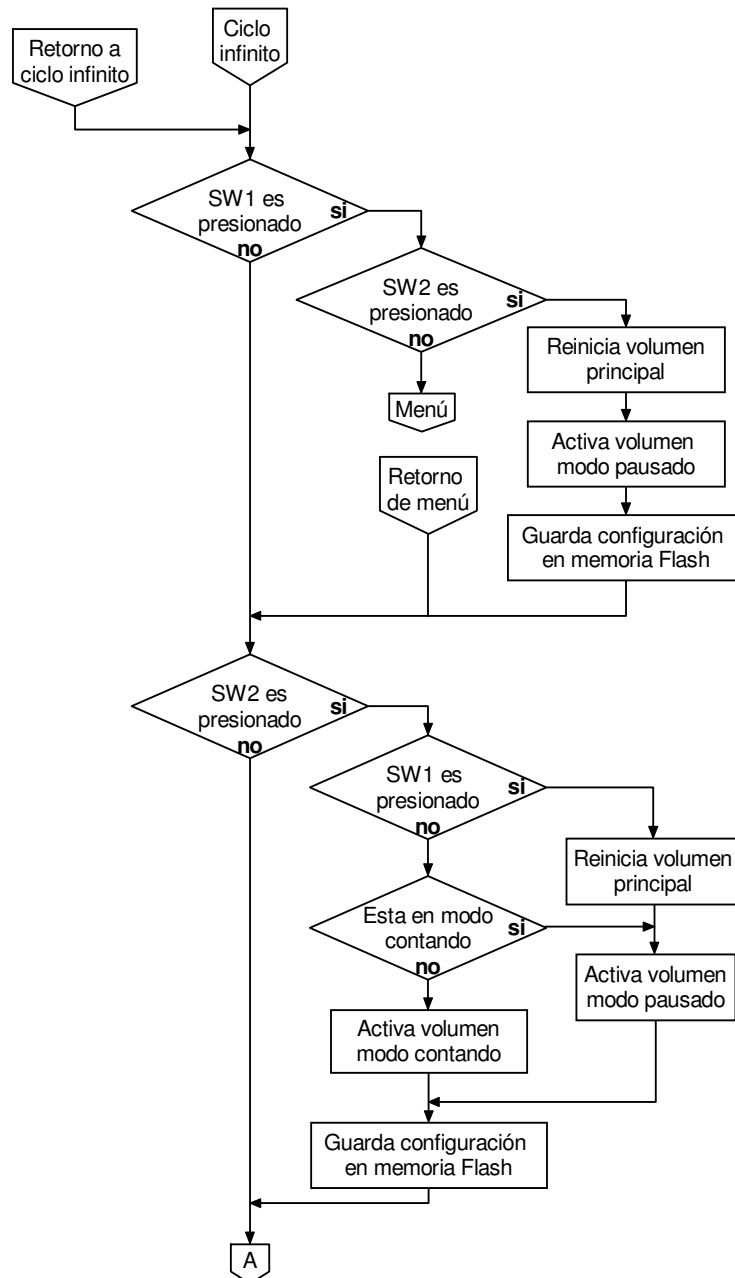 Retorno a
ciclo infinito
Ciclo
infinito
SW1 es
presionado
si
no
SW2 es
presionado
si
no
Menú
Reinicia volumen
principal
Activa volumen
modo pausado
Retorno
de menú
Guarda configuración
en memoria Flash
SW2 es
presionado
si
no
SW1 es
presionado
si
no
Reinicia volumen
principal
Esta en modo
contando
si
no
Activa volumen
modo pausado
Activa volumen
modo contando
Guarda configuración
en memoria Flash
A